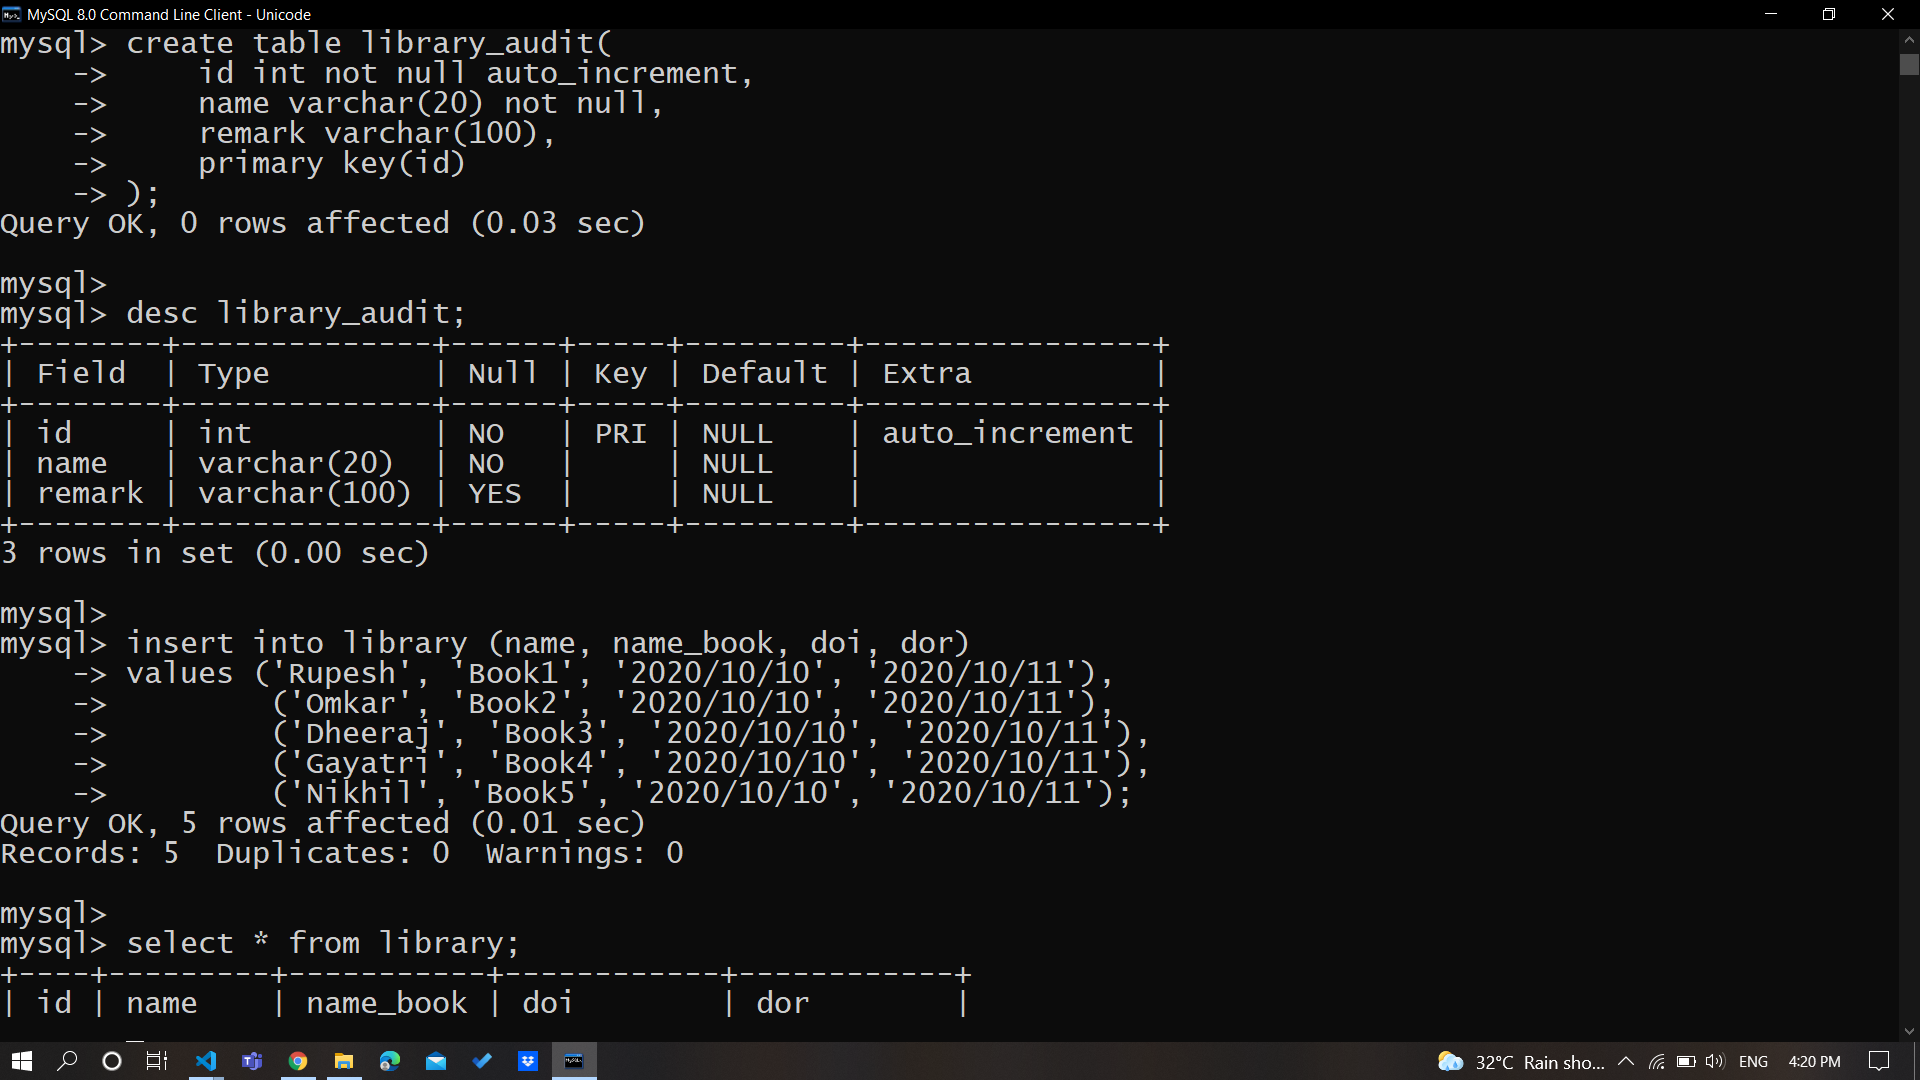 MySQL 8.0 Command Line Client - Unicode
mysql> create table library_audit(
    ->     id int not null auto_increment,
    ->     name varchar(20) not null,
    ->     remark varchar(100),
    ->     primary key(id)
    -> );
Query OK, 0 rows affected (0.03 sec)
mysql>
mysql> desc library_audit;
+--------+--------------+------+-----+---------+----------------+
| Field  | Type         | Null | Key | Default | Extra          |
+--------+--------------+------+-----+---------+----------------+
| id     | int          | NO   | PRI | NULL    | auto_increment |
| name   | varchar(20)  | NO   |     | NULL    |                |
| remark | varchar(100) | YES  |     | NULL    |                |
+--------+--------------+------+-----+---------+----------------+
3 rows in set (0.00 sec)
mysql>
mysql> insert into library (name, name_book, doi, dor)
    -> values ('Rupesh', 'Book1', '2020/10/10', '2020/10/11'),
    ->         ('Omkar', 'Book2', '2020/10/10', '2020/10/11'),
    ->         ('Dheeraj', 'Book3', '2020/10/10', '2020/10/11'),
    ->         ('Gayatri', 'Book4', '2020/10/10', '2020/10/11'),
    ->         ('Nikhil', 'Book5', '2020/10/10', '2020/10/11');
Query OK, 5 rows affected (0.01 sec)
Records: 5  Duplicates: 0  Warnings: 0
mysql>
mysql> select * from library;
+----+---------+-----------+------------+------------+
| id | name    | name_book | doi        | dor        |
32°C Rain sho... ENG 4:20 PM